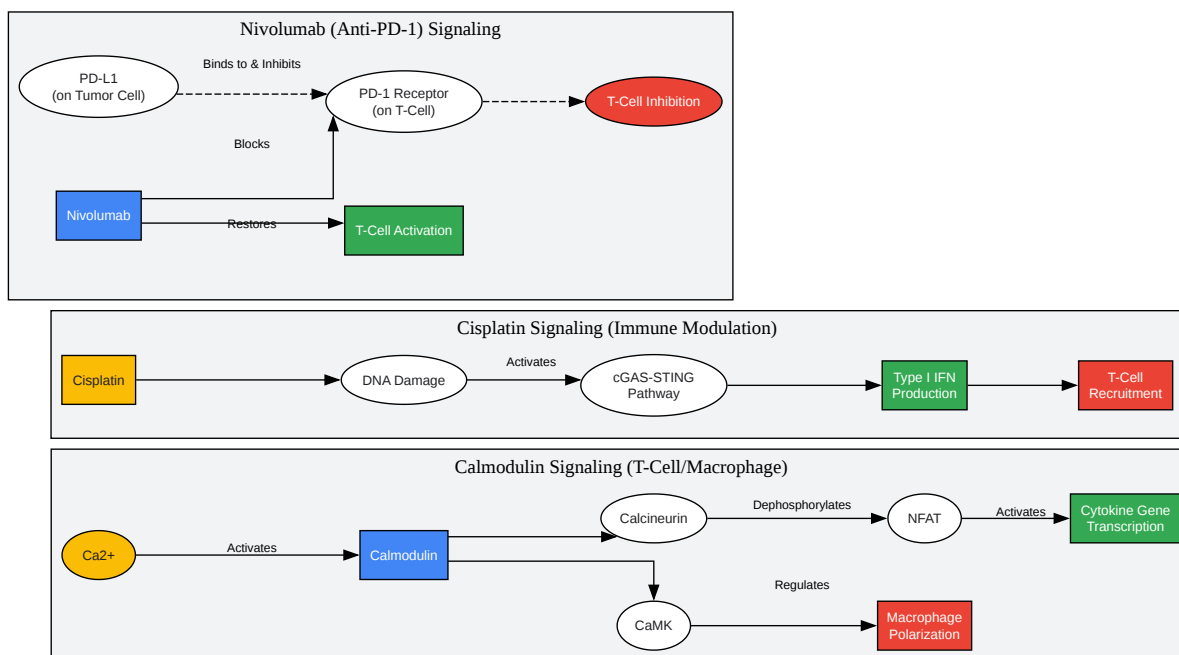 Nivolumab (Anti-PD-1) Signaling
PD-L1
(on Tumor Cell)
Binds to & Inhibits
PD-1 Receptor
(on T-Cell)
T-Cell Inhibition
Blocks
Nivolumab
Restores
T-Cell Activation
Cisplatin Signaling (Immune Modulation)
Cisplatin
DNA Damage
Activates
cGAS-STING
Pathway
Type I IFN
Production
T-Cell
Recruitment
Calmodulin Signaling (T-Cell/Macrophage)
Ca2+
Activates
Calmodulin
Calcineurin
Dephosphorylates
NFAT
Activates
Cytokine Gene
Transcription
CaMK
Regulates
Macrophage
Polarization